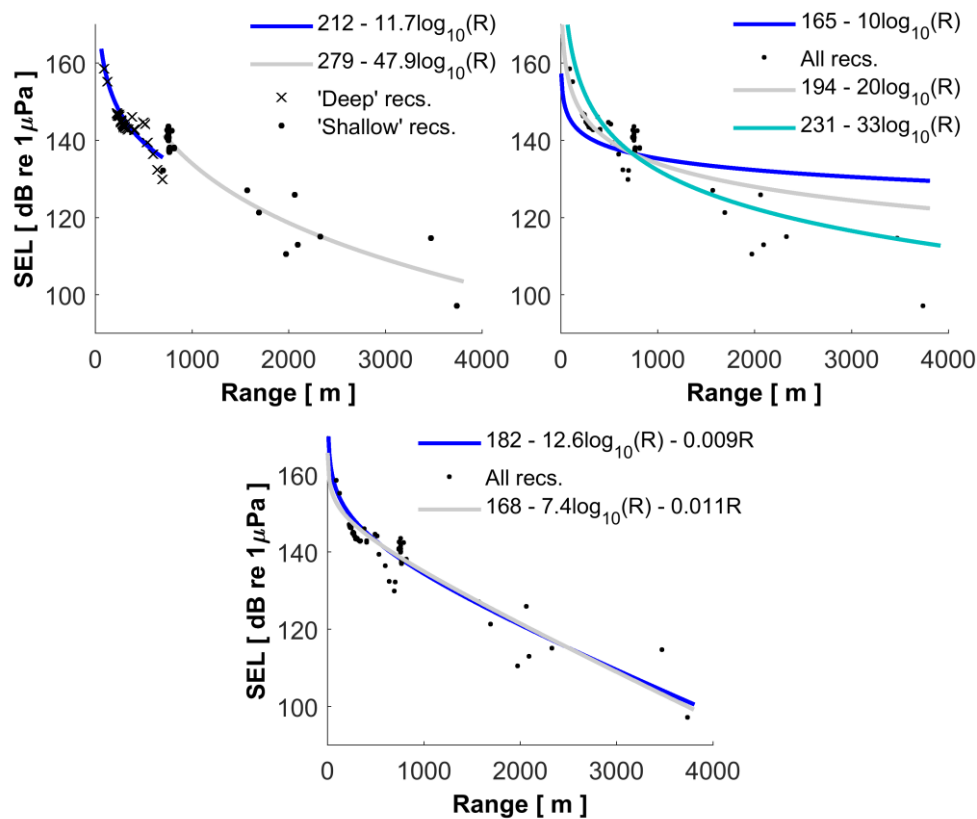 212 - 11.7log10(R)
279 - 47.9log10(R)
'Deep' recs.
'Shallow' recs.
SEL [ dB re 1μPa]
160
140
120
100
0
1000
2000
3000
4000
Range [ m ]
165 - 10log10(R)
All recs.
194 - 20log10(R)
231 - 33log10(R)
160
140
120
100
0
1000
2000
3000
4000
Range [ m ]
182 - 12.6log10(R) - 0.009R
All recs.
168 - 7.4log10(R) - 0.011R
SEL [ dB re 1μPa]
160
140
120
100
0
1000
2000
3000
4000
Range [ m ]